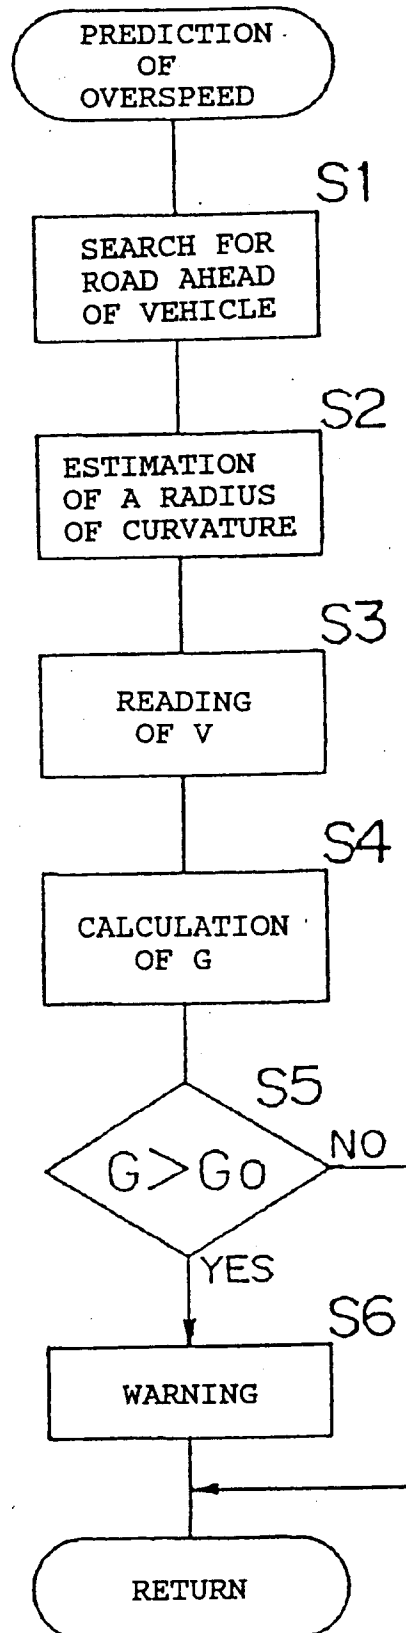 PREDICTION
OF
OVERSPEED
S1
SEARCH FOR
ROAD AHEAD
OF VEHICLE
S2
ESTIMATION
OF A RADIUS
OF CURVATURE
S3
READING
OF V
S4
CALCULATION
OF G
S5
G>Go
NO
YES
S6
WARNING
RETURN